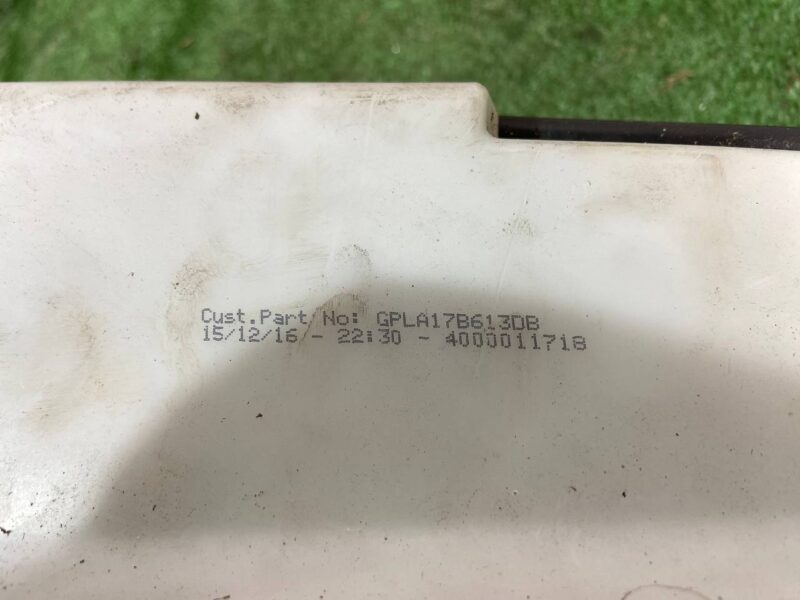 Cust.Part No: GPLA17B613DB
15/12/16 - 22:30 - 4000011718